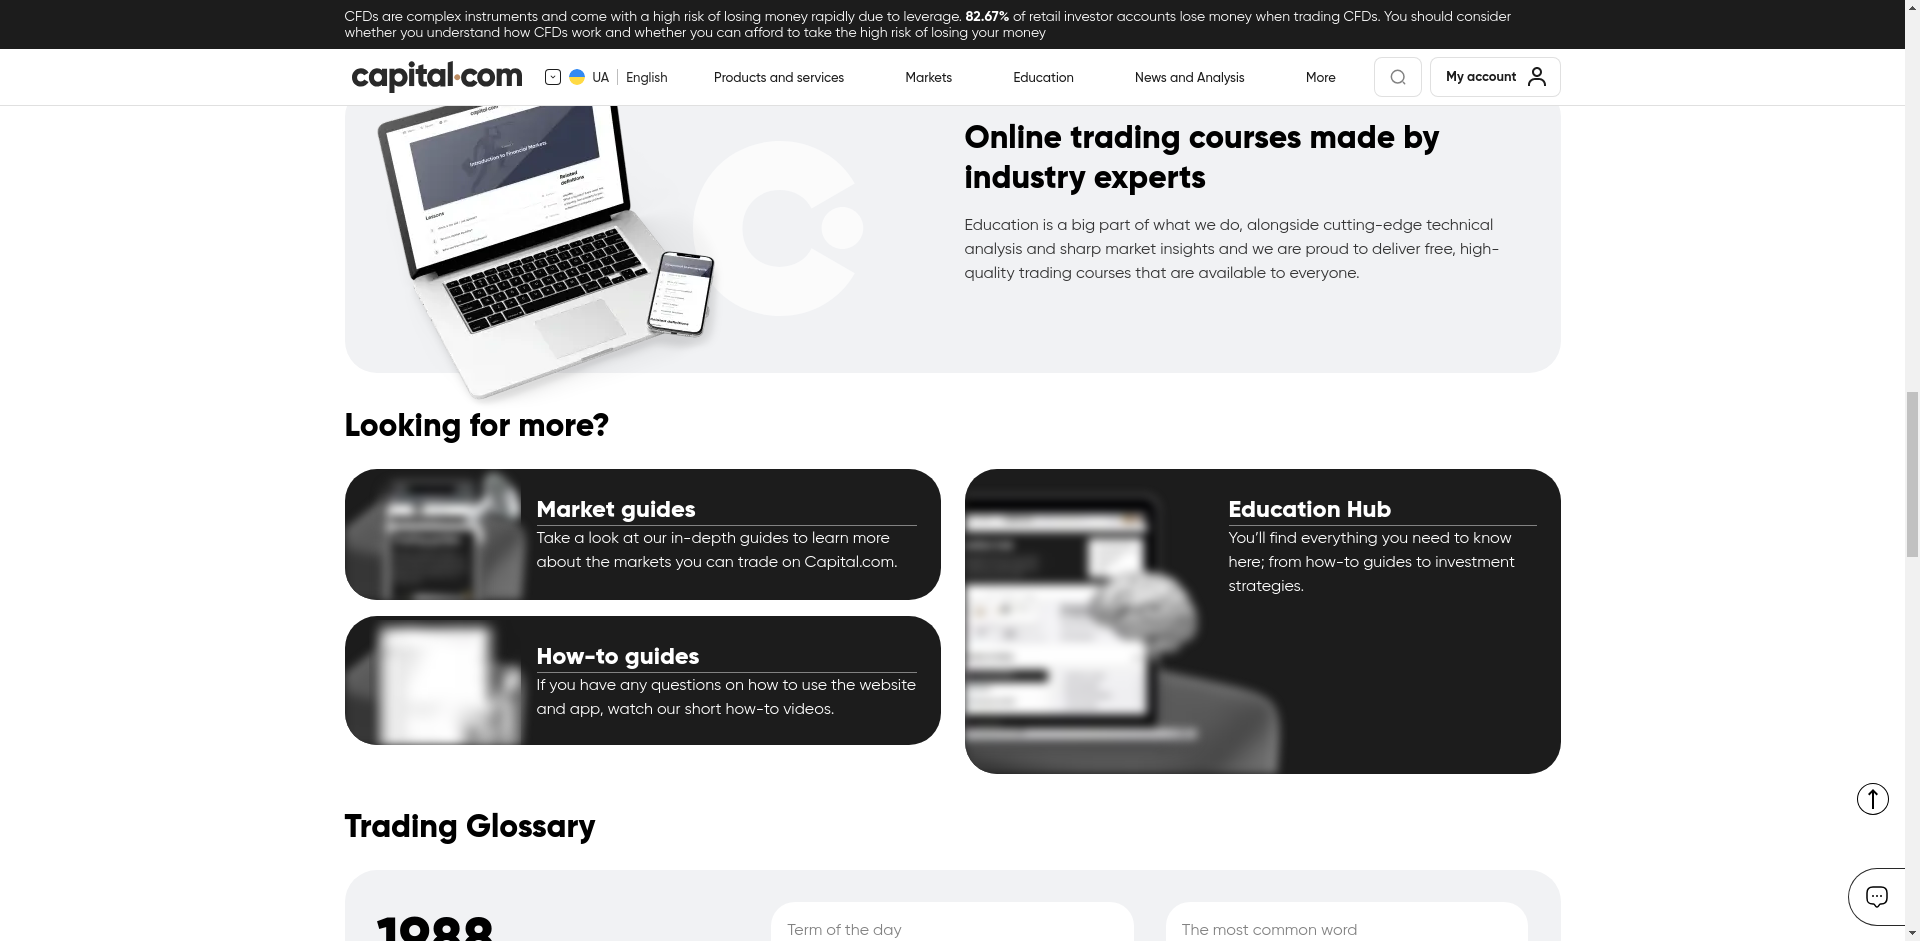 CFDs are complex instruments and come with a high risk of losing money rapidly due to leverage. 82.67% of retail investor accounts lose money when trading CFDs. You should consider
whether you understand how CFDs work and whether you can afford to take the high risk of losing your money
capital.com
UA
English
Products and services
Markets
Education
News and Analysis
More
My account
capital.com
Introduction to Financial Markets
Related
definitions
Lessons
Online trading courses made by
industry experts
Education is a big part of what we do, alongside cutting-edge technical
analysis and sharp market insights and we are proud to deliver free, high-
quality trading courses that are available to everyone.
Looking for more?
Market guides
Take a look at our in-depth guides to learn more
about the markets you can trade on Capital.com.
How-to guides
If you have any questions on how to use the website
and app, watch our short how-to videos.
Education Hub
You’ll find everything you need to know
here; from how-to guides to investment
strategies.
Trading Glossary
1988
Term of the day
The most common word